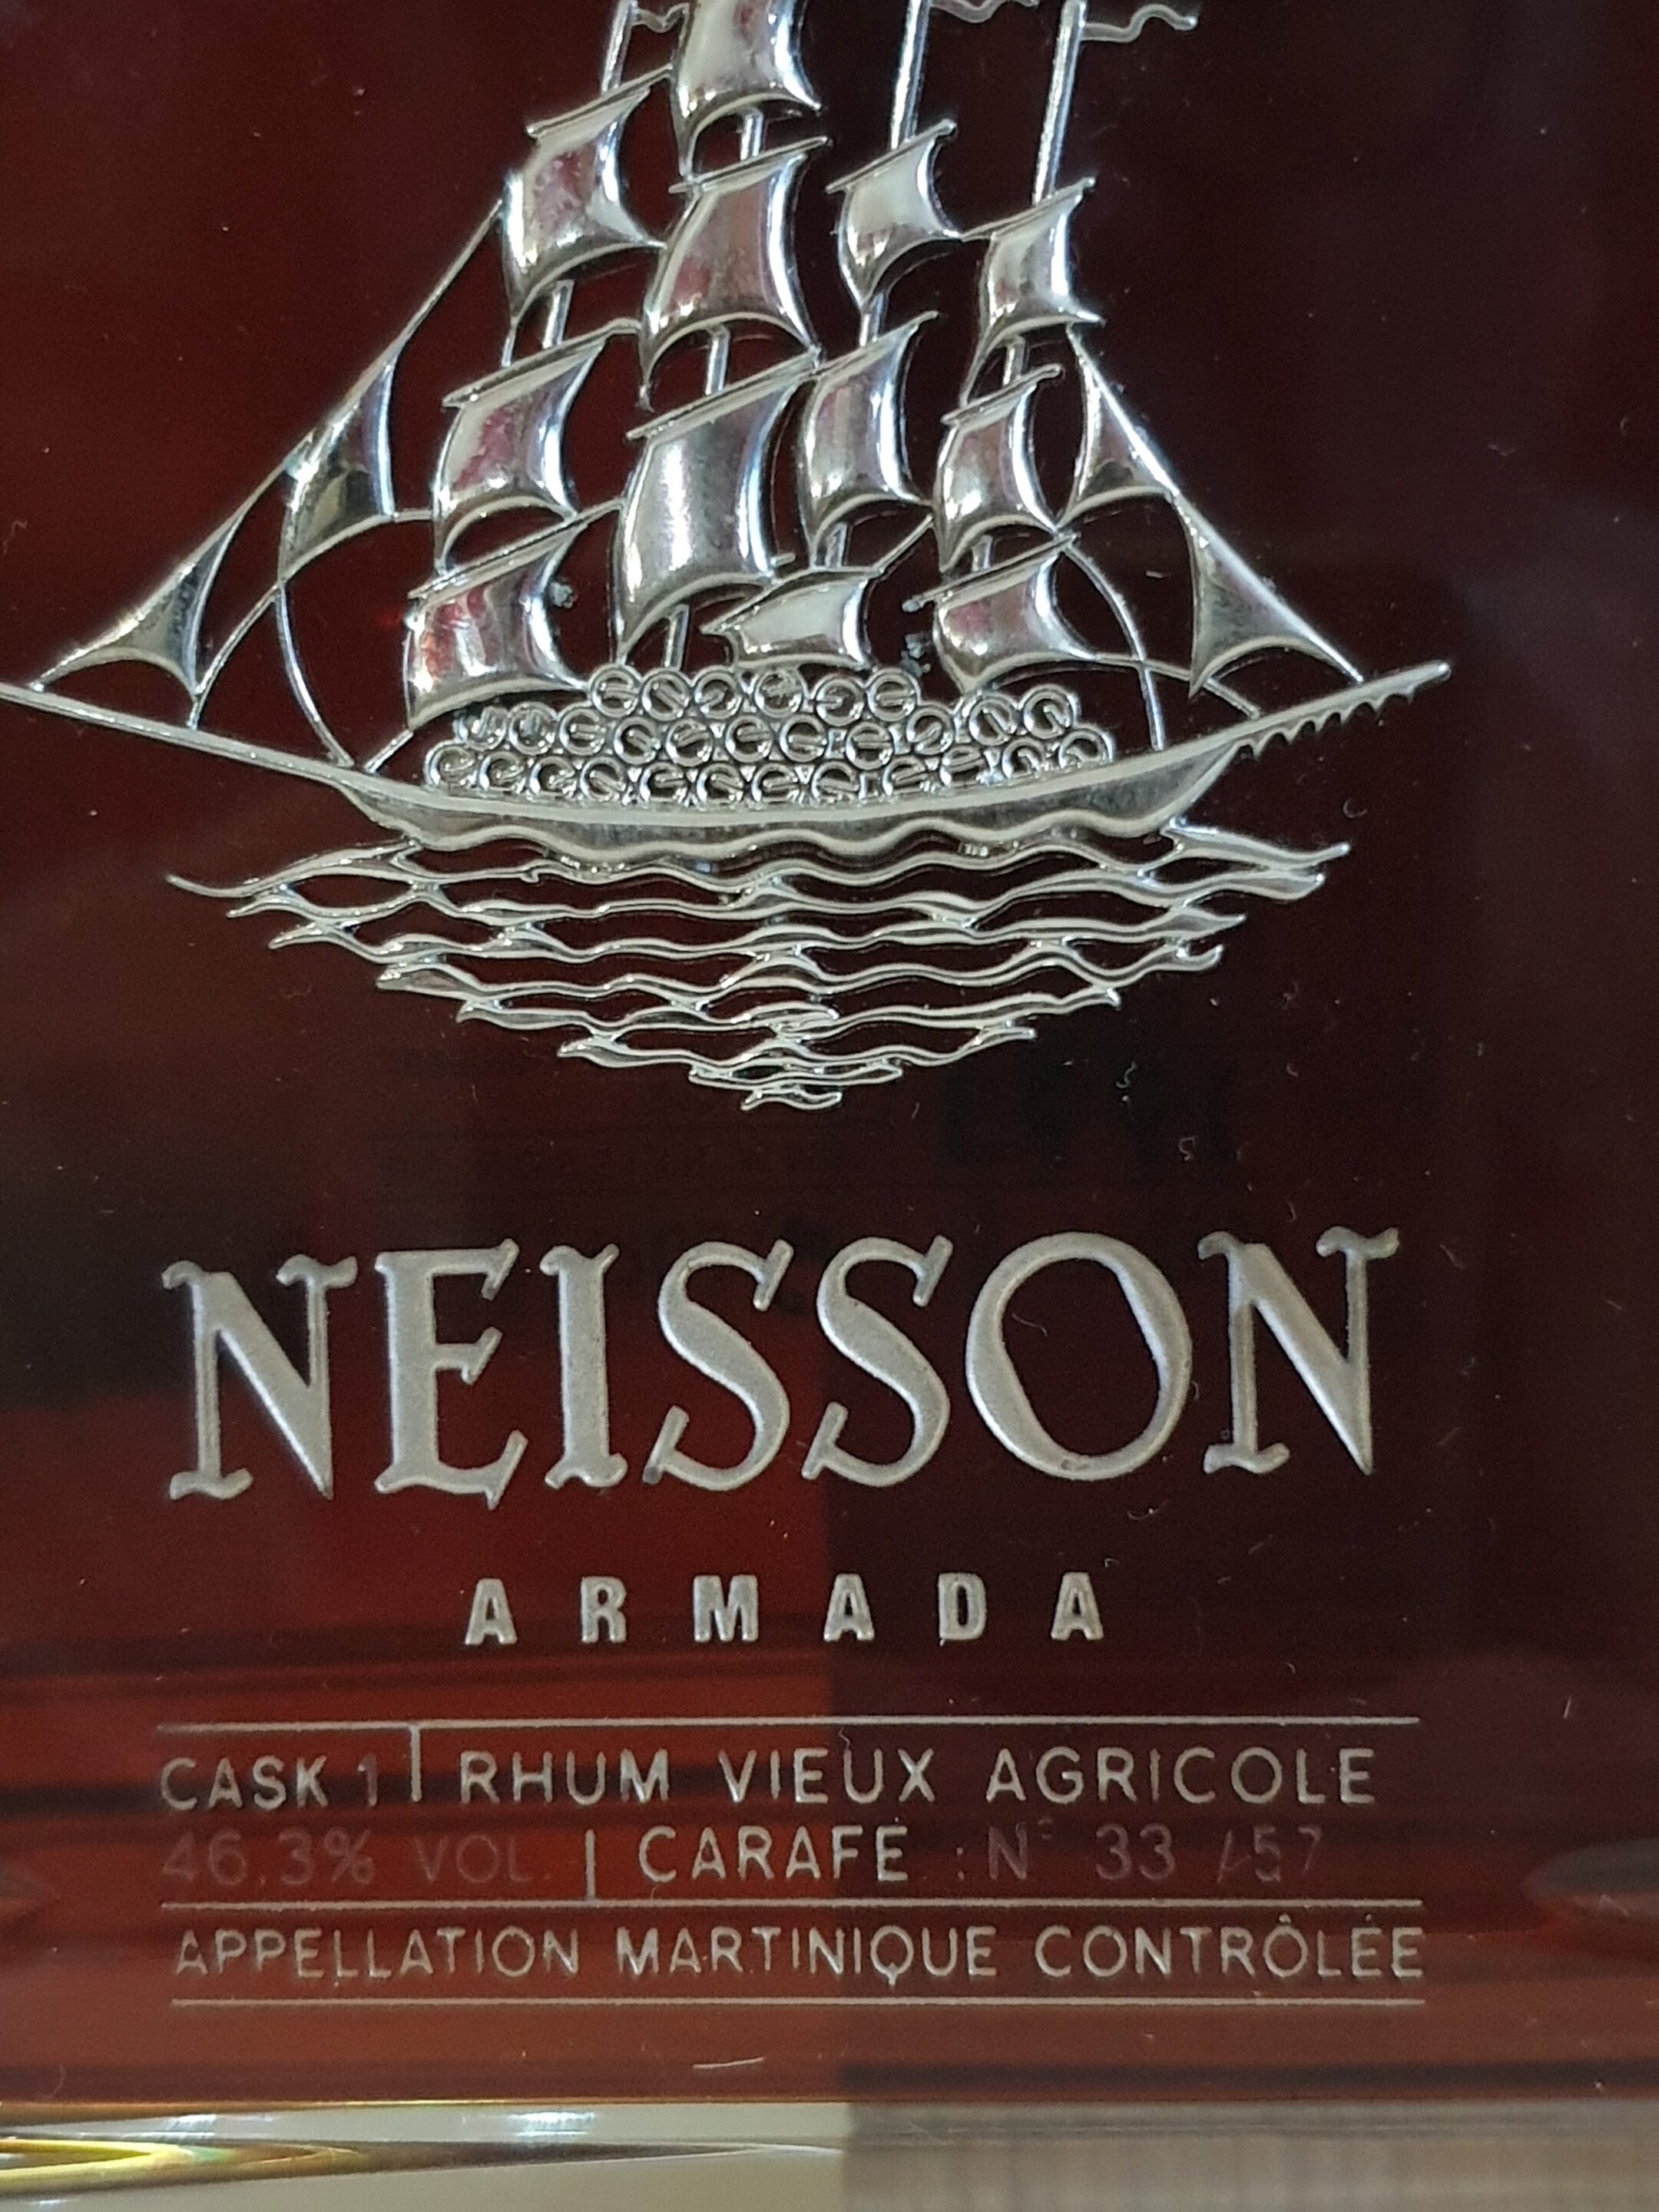 NEISSON
ARMADA
CASK 1 | RHUM VIEUX AGRICOLE
46.3% VOL. | CARAFE : N° 33 /57
APPELLATION MARTINIQUE CONTRÔLÉE